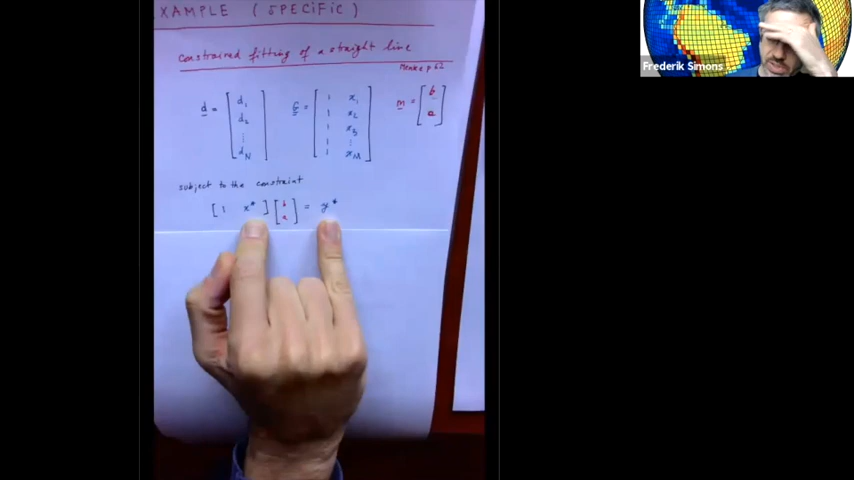 XAMPLE ( SPECIFIC )
constrained fitting of a straight line
Menke p 62
d = [ d1 d2 ⋮ dN ] G = [ 1 x1 1 x2 1 x3 ⋮ ⋮ 1 xM ] m = [ b a ]
subject to the constraint
[ 1 x* ] [ b a ] = y*
Frederik Simons